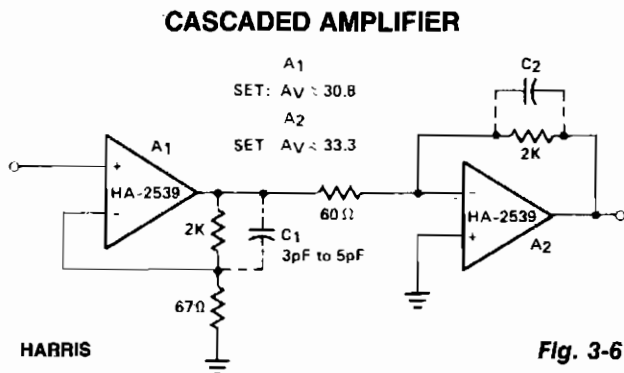 CASCADED AMPLIFIER
A1
SET: AV ≈ 30.8
A2
SET AV < 33.3
C2
2K
A1
+
HA-2539
-
2K
C1
3pF to 5pF
60Ω
-
HA-2539
+
A2
67Ω
HARRIS
Fig. 3-6